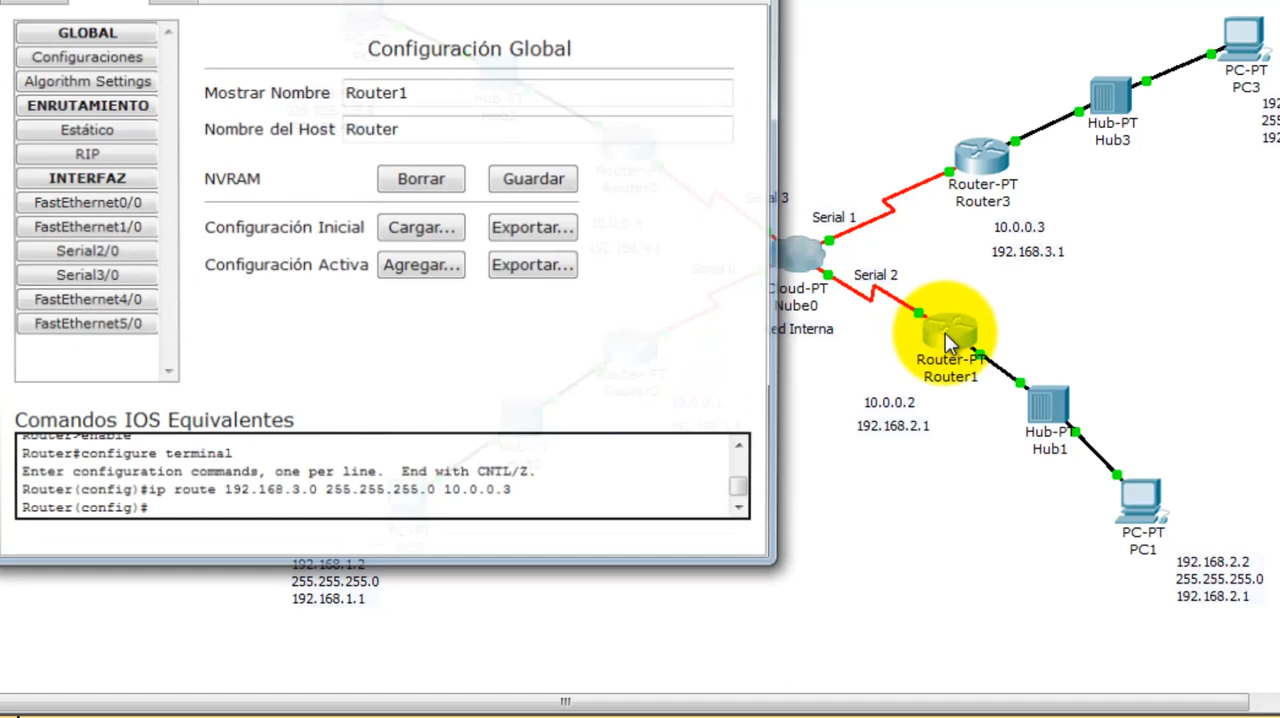 GLOBAL
Configuraciones
Algorithm Settings
ENRUTAMIENTO
Estático
RIP
INTERFAZ
FastEthernet0/0
FastEthernet1/0
Serial2/0
Serial3/0
FastEthernet4/0
FastEthernet5/0
Configuración Global
Mostrar Nombre Router1
Nombre del Host Router
NVRAM Borrar Guardar
Configuración Inicial Cargar... Exportar...
Configuración Activa Agregar... Exportar...
Comandos IOS Equivalentes
Router>enable
Router#configure terminal
Enter configuration commands, one per line. End with CNTL/Z.
Router(config)#ip route 192.168.3.0 255.255.255.0 10.0.0.3
Router(config)#
PC-PT
PC3
192
255
192
Hub-PT
Hub3
Router-PT
Router3
10.0.0.3
192.168.3.1
Serial 1
Serial 2
Cloud-PT
Nube0
Router-PT
Router1
10.0.0.2
192.168.2.1
Hub-PT
Hub1
PC-PT
PC1
192.168.2.2
255.255.255.0
192.168.2.1
192.168.1.2
255.255.255.0
192.168.1.1